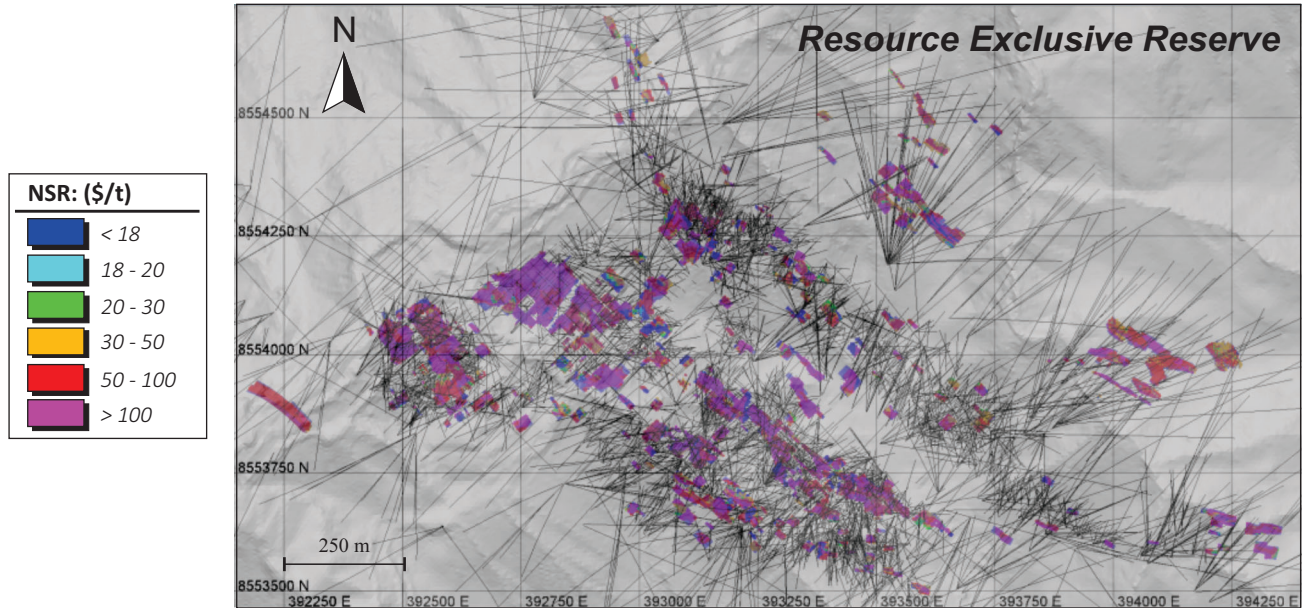 Resource Exclusive Reserve
N
8554500 N
NSR: ($/t)
< 18
18 - 20
20 - 30
30 - 50
50 - 100
> 100
8554250 N
8554000 N
8553750 N
250 m
8553500 N
392250 E
392500 E
392750 E
393000 E
393250 E
393500 E
393750 E
394000 E
394250 E